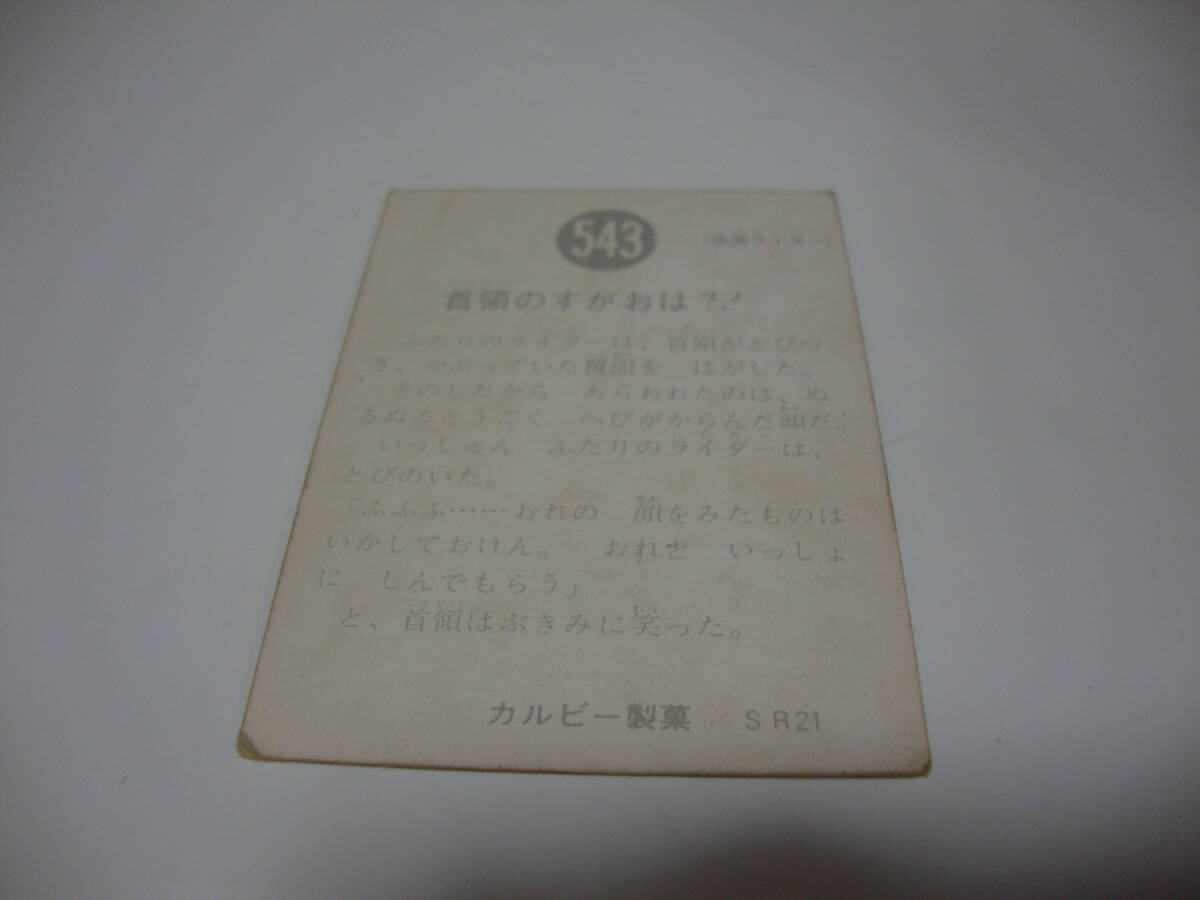 543
(仮面ライダー)
首領のすがおは?!
ふたりのライダーは、首領がとびつ
き、かぶっていた覆面を　はがした。
そのしたから　あらわれたのは、ぬ
るぬるとうごく　へびがからんだ顔だ。
いっしゅん　ふたりのライダーは、
とびのいた。
「ふふふ……おれの　顔をみたものは
いかしておけん。　おれと　いっしょ
に　しんでもらう」
と、首領はぶきみに笑った。
カルビー製菓　SR21